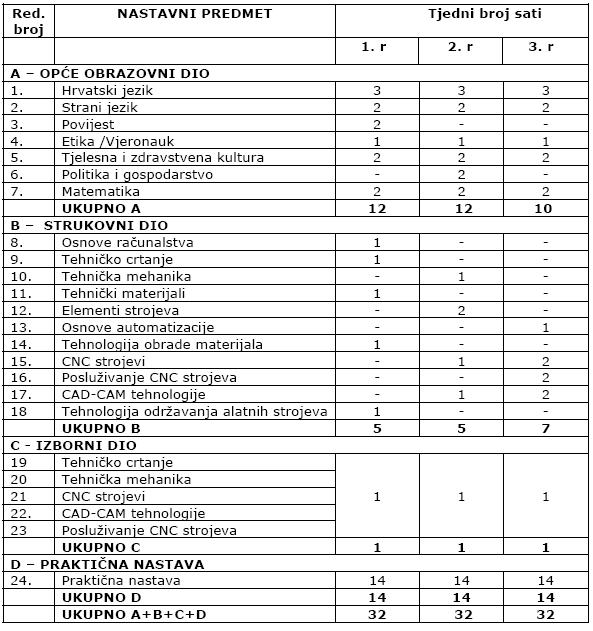 Red. broj NASTAVNI PREDMET Tjedni broj sati
1. r 2. r 3. r
A – OPĆE OBRAZOVNI DIO
1. Hrvatski jezik 3 3 3
2. Strani jezik 2 2 2
3. Povijest 2 - -
4. Etika /Vjeronauk 1 1 1
5. Tjelesna i zdravstvena kultura 2 2 2
6. Politika i gospodarstvo - 2 -
7. Matematika 2 2 2
UKUPNO A 12 12 10
B – STRUKOVNI DIO
8. Osnove računalstva 1 - -
9. Tehničko crtanje 1 - -
10. Tehnička mehanika - 1 -
11. Tehnički materijali 1 - -
12. Elementi strojeva - 2 -
13. Osnove automatizacije - - 1
14. Tehnologija obrade materijala 1 - -
15. CNC strojevi - 1 2
16. Posluživanje CNC strojeva - - 2
17. CAD-CAM tehnologije - 1 2
18 Tehnologija održavanja alatnih strojeva 1 - -
UKUPNO B 5 5 7
C - IZBORNI DIO
19 Tehničko crtanje
20 Tehnička mehanika
21 CNC strojevi 1 1 1
22. CAD-CAM tehnologije
23 Posluživanje CNC strojeva
UKUPNO C 1 1 1
D – PRAKTIČNA NASTAVA
24. Praktična nastava 14 14 14
UKUPNO D 14 14 14
UKUPNO A+B+C+D 32 32 32